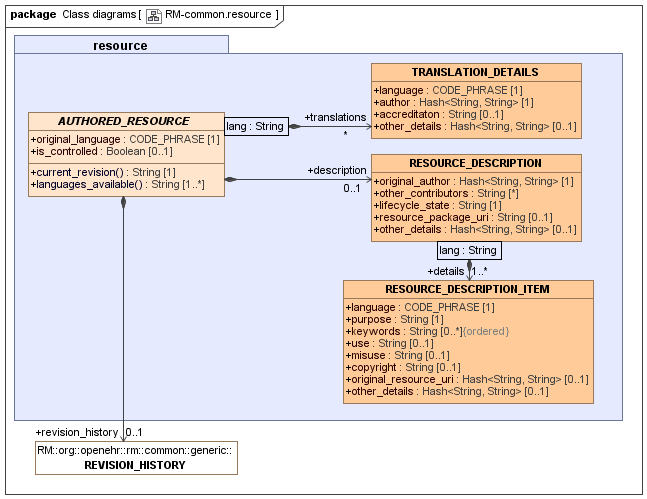 package Class diagrams [ RM-common.resource ]
resource
TRANSLATION_DETAILS
+language : CODE_PHRASE [1]
+author : Hash<String, String> [1]
+accreditaton : String [0..1]
+other_details : Hash<String, String> [0..1]
AUTHORED_RESOURCE
+original_language : CODE_PHRASE [1]
+is_controlled : Boolean [0..1]
+current_revision() : String [1]
+languages_available() : String [1..*]
lang : String
+translations
*
+description
0..1
RESOURCE_DESCRIPTION
+original_author : Hash<String, String> [1]
+other_contributors : String [*]
+lifecycle_state : String [1]
+resource_package_uri : String [0..1]
+other_details : Hash<String, String> [0..1]
lang : String
+details 1..*
RESOURCE_DESCRIPTION_ITEM
+language : CODE_PHRASE [1]
+purpose : String [1]
+keywords : String [0..*]{ordered}
+use : String [0..1]
+misuse : String [0..1]
+copyright : String [0..1]
+original_resource_uri : Hash<String, String> [0..1]
+other_details : Hash<String, String> [0..1]
+revision_history 0..1
RM::org::openehr::rm::common::generic::
REVISION_HISTORY